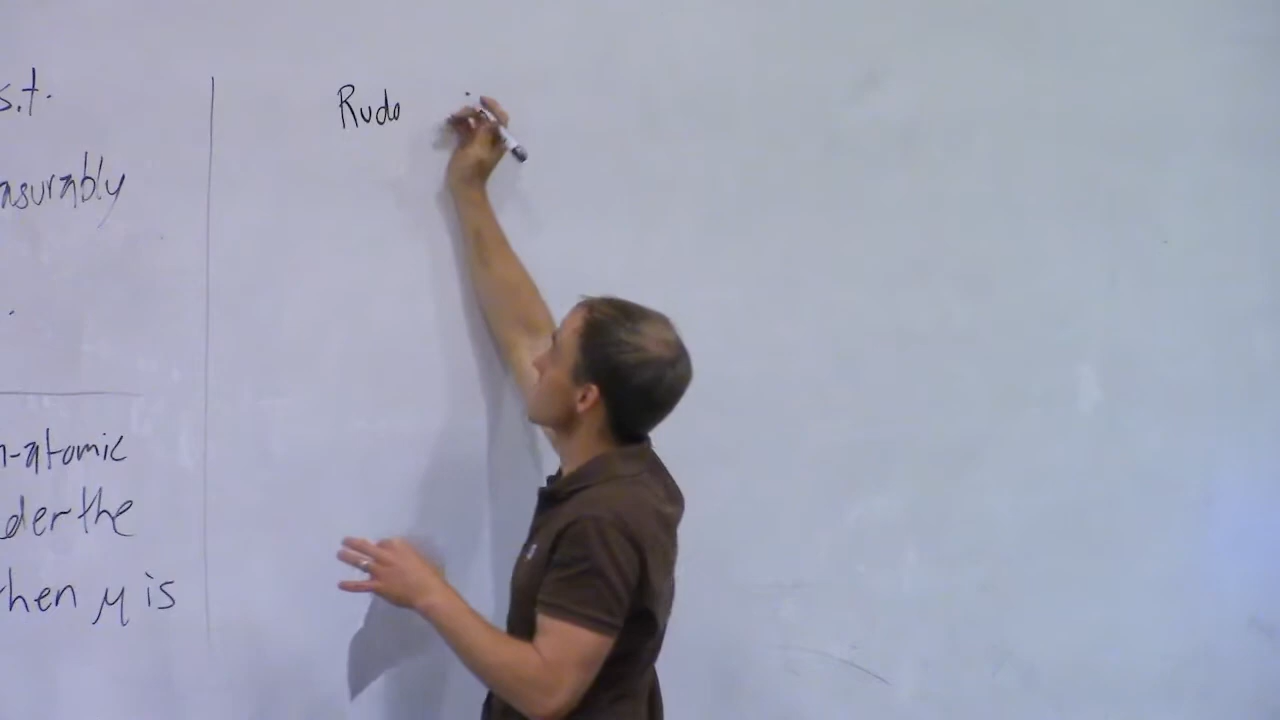 s.t.
asurably
.
n-atomic
der the
hen μ is
Rudo